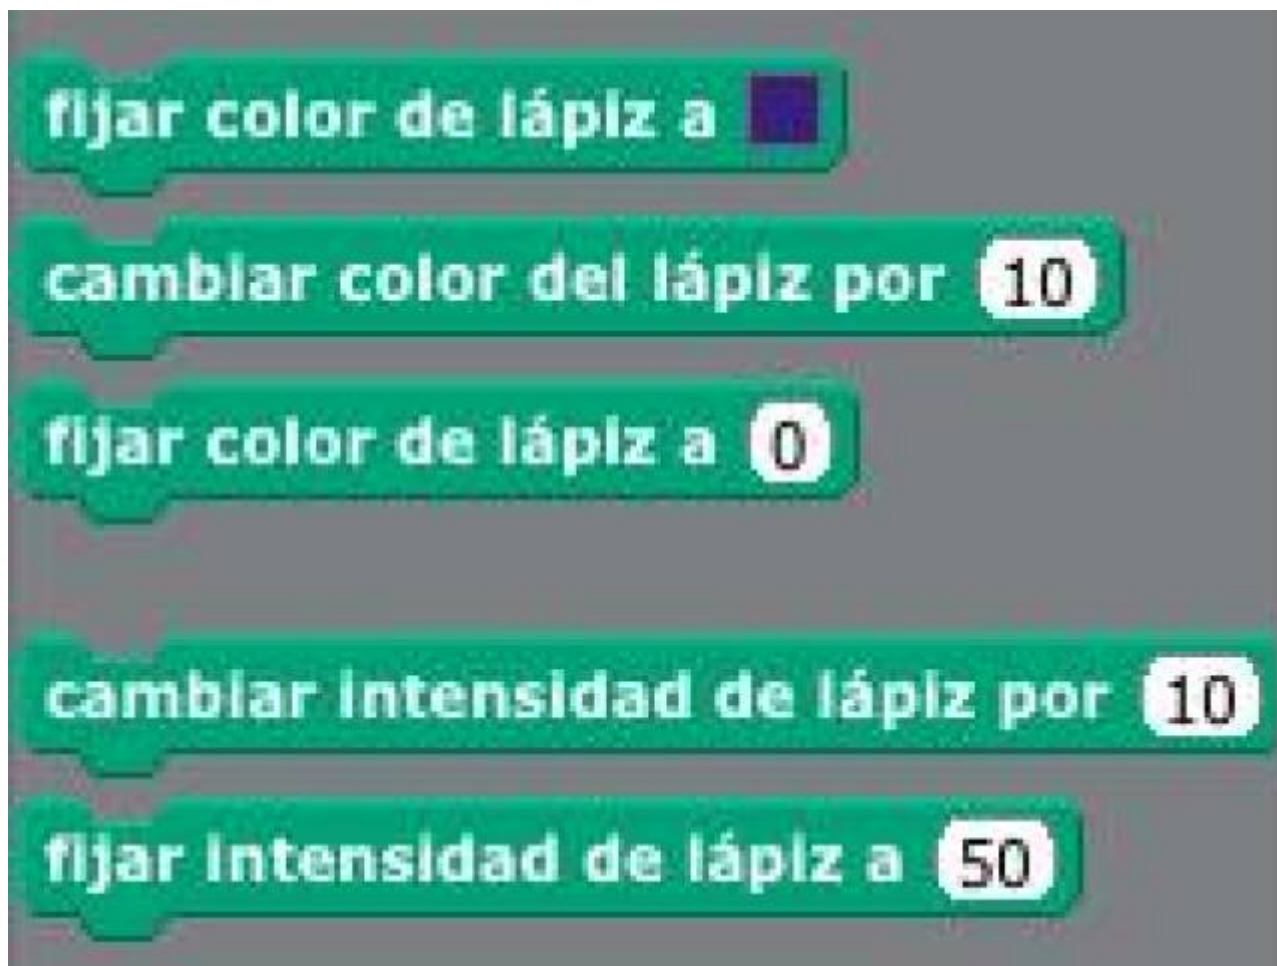 fijar color de lápiz a
cambiar color del lápiz por 10
fijar color de lápiz a 0
cambiar intensidad de lápiz por 10
fijar intensidad de lápiz a 50